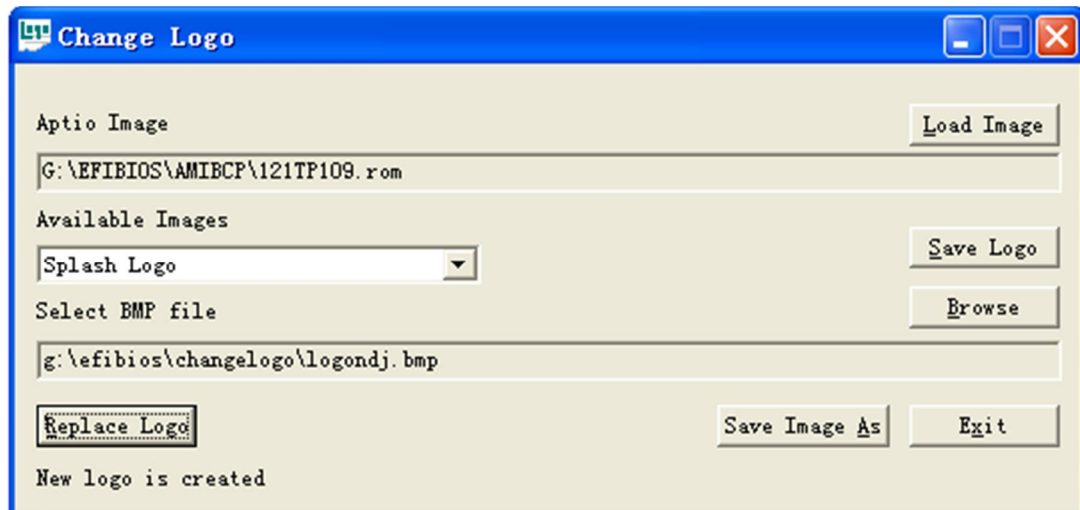 Logo
Change Logo
Aptio Image
Load Image
G:\EFIBIOS\AMIBCP\121TP109.rom
Available Images
Save Logo
Splash Logo
Select BMP file
Browse
g:\efibios\changelogo\logondj.bmp
Replace Logo
Save Image As
Exit
New logo is created